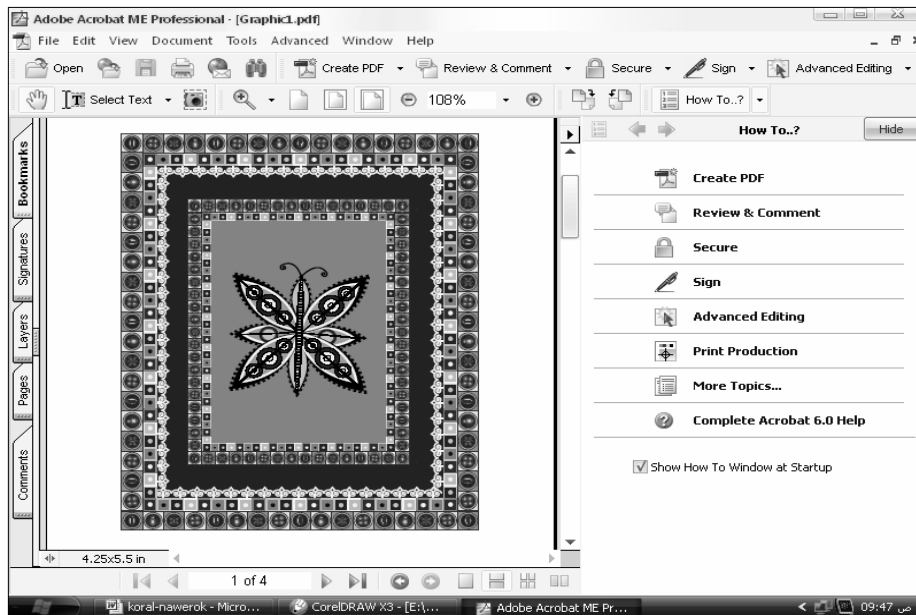 Adobe Acrobat ME Professional - [Graphic1.pdf]
File Edit View Document Tools Advanced Window Help
Open Create PDF Review & Comment Secure Sign Advanced Editing
Select Text 108% How To..?
Bookmarks
Signatures
Layers
Pages
Comments
How To..? Hide
Create PDF
Review & Comment
Secure
Sign
Advanced Editing
Print Production
More Topics...
Complete Acrobat 6.0 Help
Show How To Window at Startup
4.25x5.5 in
1 of 4
koral-nawerok - Micro... CorelDRAW X3 - [E:\... Adobe Acrobat ME Pr... 09:47 ص